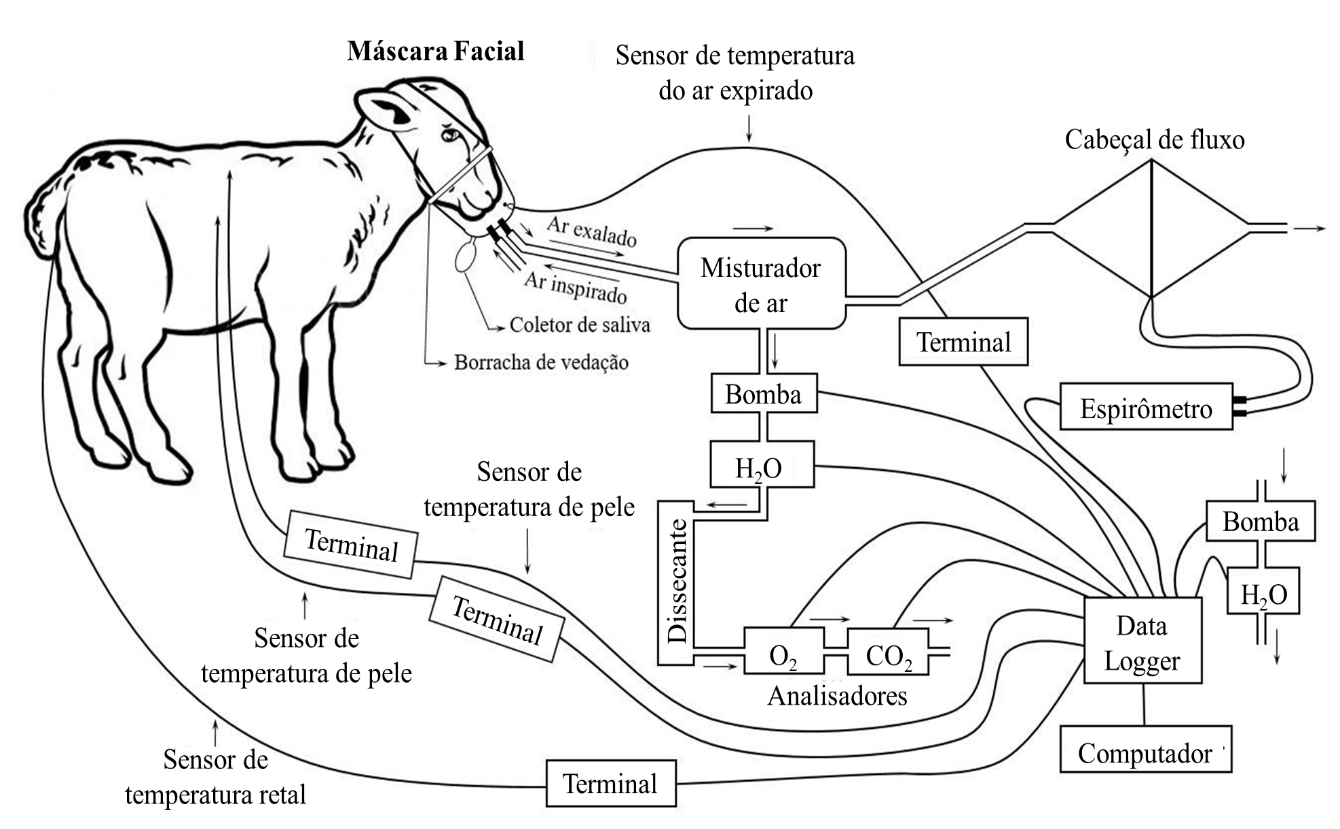 Máscara Facial
Sensor de temperatura
do ar expirado
Cabeçal de fluxo
Ar exalado
Ar inspirado
Misturador
de ar
Coletor de saliva
Borracha de vedação
Terminal
Bomba
Espirômetro
H₂O
Sensor de
temperatura de pele
Dissecante
Bomba
H₂O
Terminal
Terminal
Sensor de
temperatura de pele
O₂
CO₂
Analisadores
Data
Logger
Computador
Sensor de
temperatura retal
Terminal